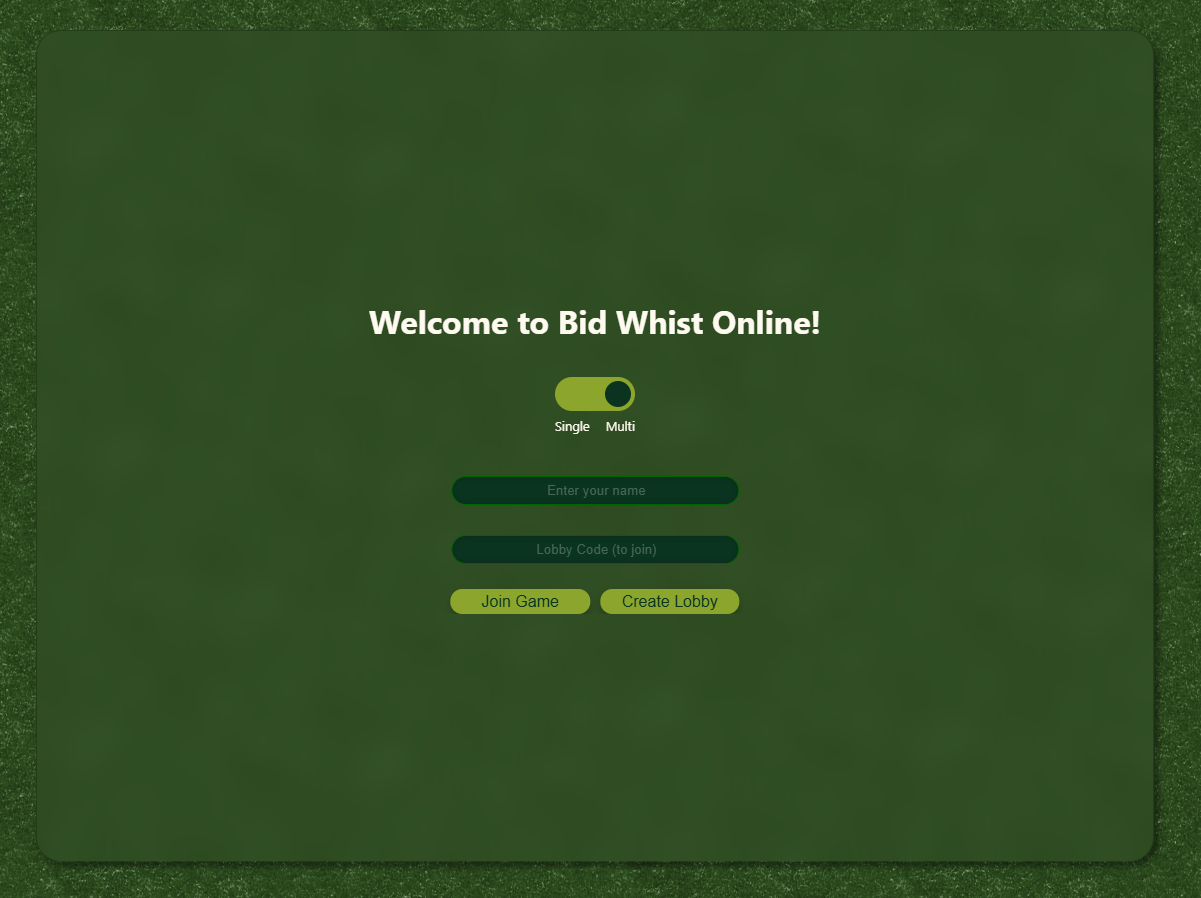 Welcome to Bid Whist Online!
Single Multi
Enter your name
Lobby Code (to join)
Join Game Create Lobby